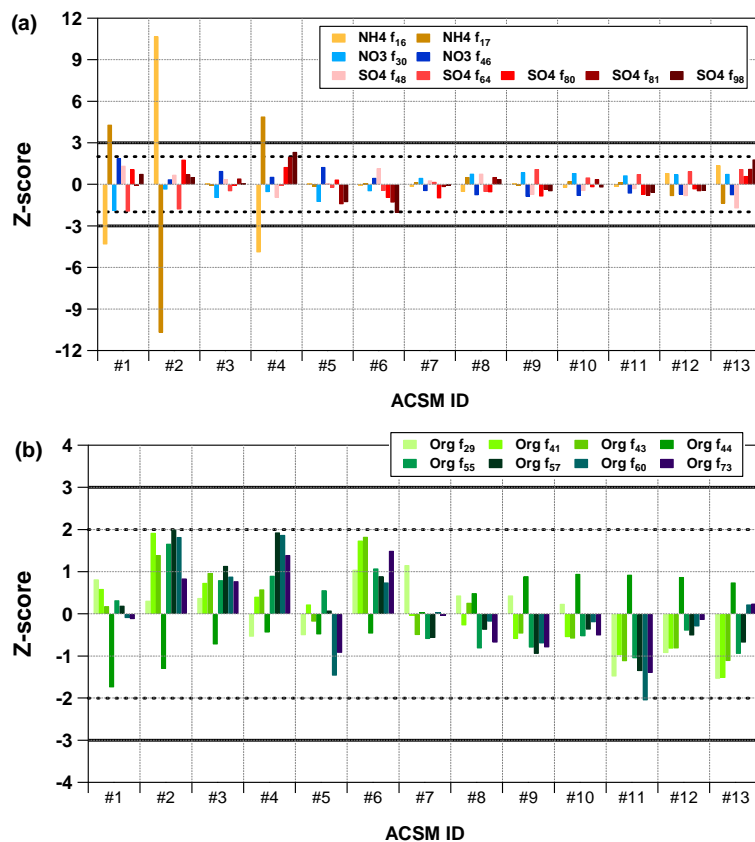 (a)
NH4 f16 NH4 f17
NO3 f30 NO3 f46
SO4 f48 SO4 f64 SO4 f80 SO4 f81 SO4 f98
12
9
6
3
0
-3
-6
-9
-12
Z-score
#1 #2 #3 #4 #5 #6 #7 #8 #9 #10 #11 #12 #13
ACSM ID
(b)
Org f29 Org f41 Org f43 Org f44
Org f55 Org f57 Org f60 Org f73
4
3
2
1
0
-1
-2
-3
-4
Z-score
#1 #2 #3 #4 #5 #6 #7 #8 #9 #10 #11 #12 #13
ACSM ID